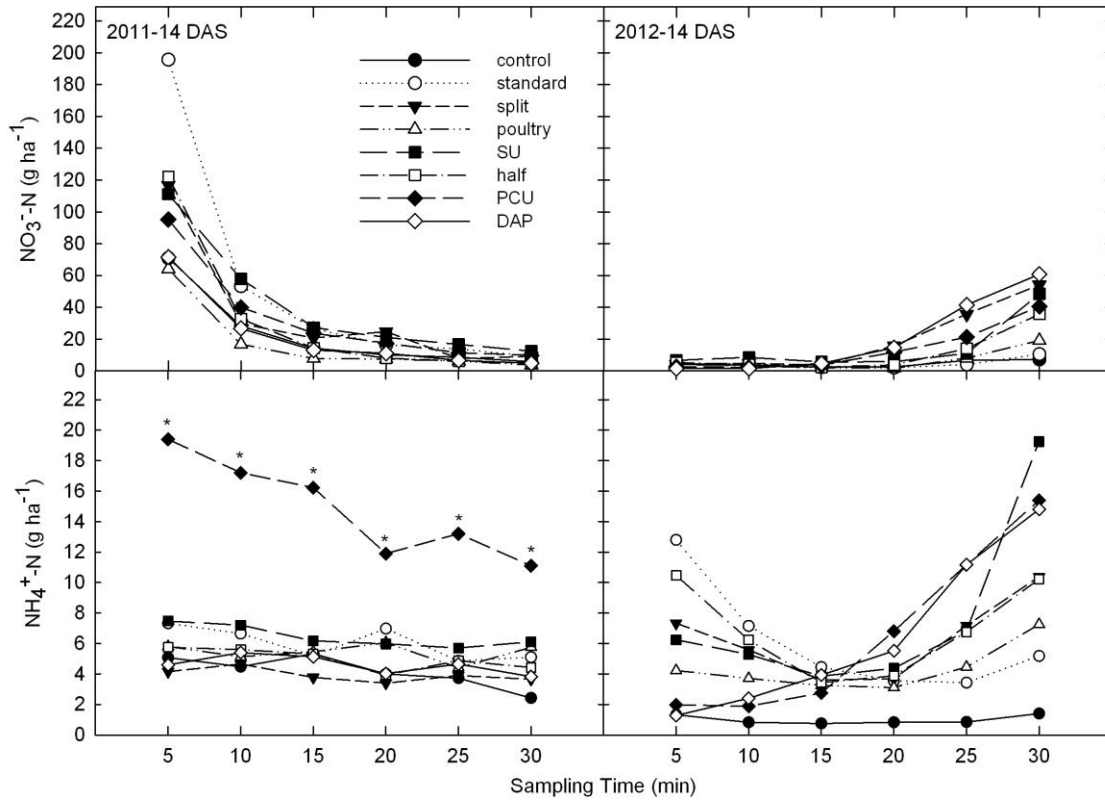 2011-14 DAS
2012-14 DAS
control
standard
split
poultry
SU
half
PCU
DAP
NO₃⁻-N (g ha⁻¹)
220
200
180
160
140
120
100
80
60
40
20
0
NH₄⁺-N (g ha⁻¹)
22
20
18
16
14
12
10
8
6
4
2
0
* * * * * *
5 10 15 20 25 30 5 10 15 20 25 30
Sampling Time (min)